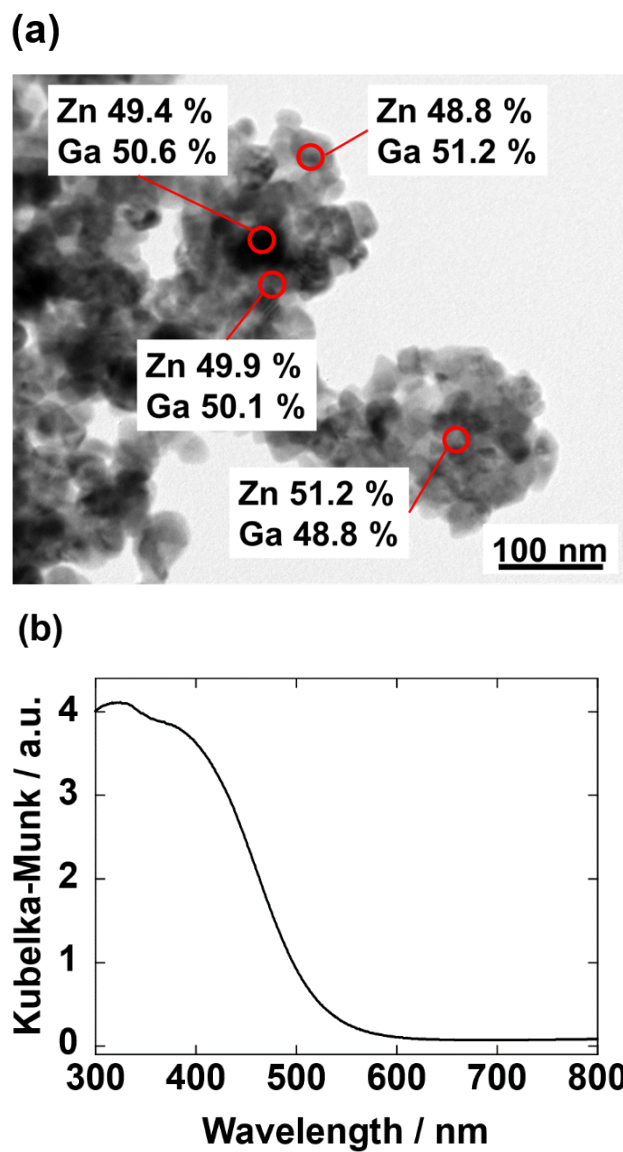 (a)
Zn 49.4 %
Ga 50.6 %
Zn 48.8 %
Ga 51.2 %
Zn 49.9 %
Ga 50.1 %
Zn 51.2 %
Ga 48.8 %
100 nm
(b)
Kubelka-Munk / a.u.
4
3
2
1
0
300 400 500 600 700 800
Wavelength / nm